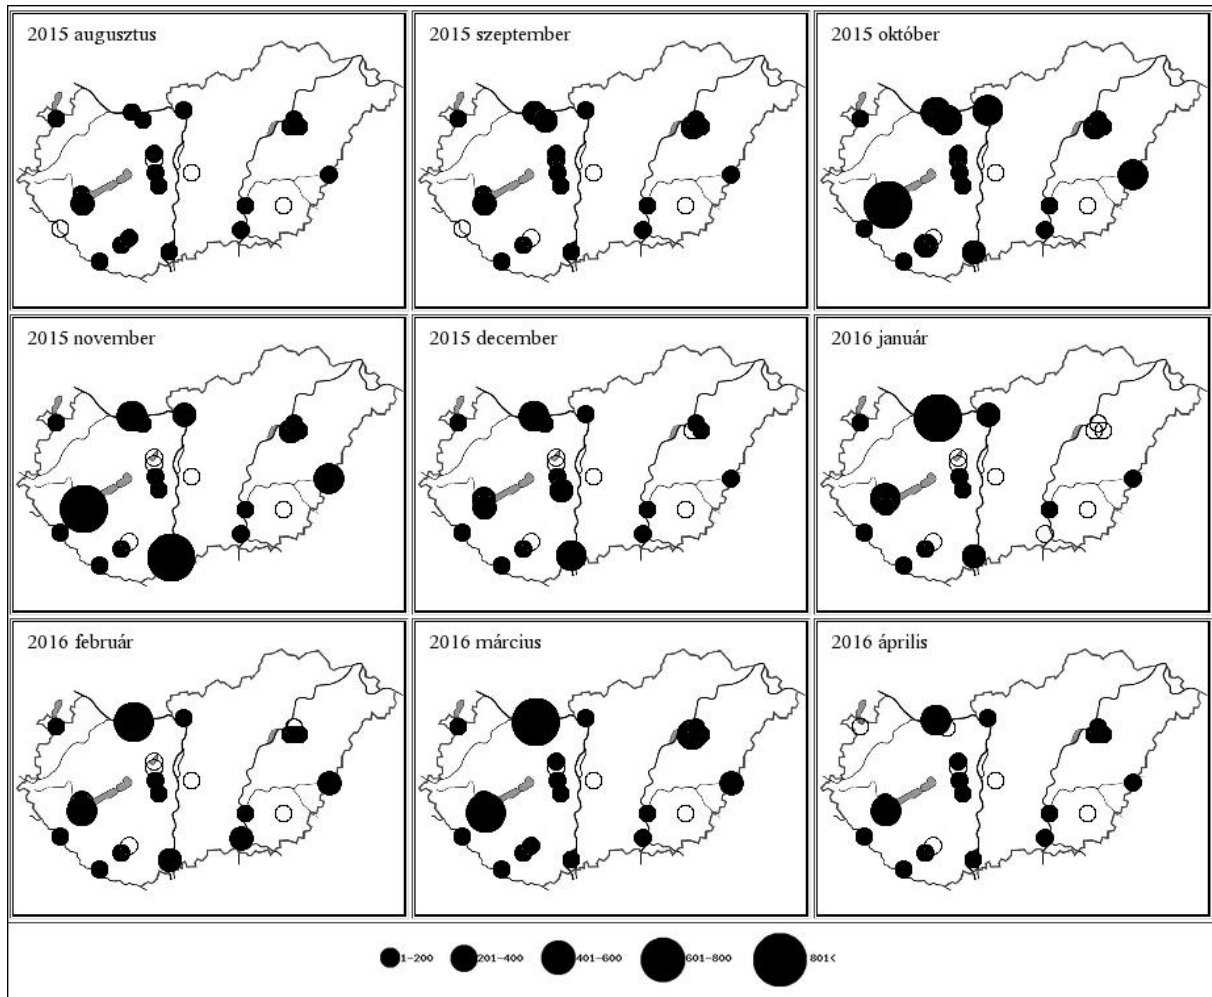 2015 augusztus
2015 szeptember
2015 október
2015 november
2015 december
2016 január
2016 február
2016 március
2016 április
1-200
201-400
401-600
601-800
801<